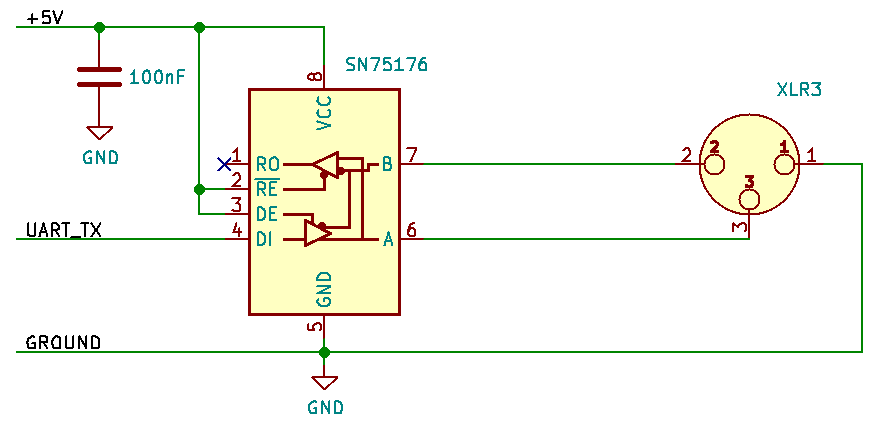 +5V
SN75176
100nF
XLR3
8
VCC
GND
1 RO B 7 2 2 1 1
2 RE
3 DE 3
4 DI A 6 3
UART_TX
GND
5
GROUND
GND